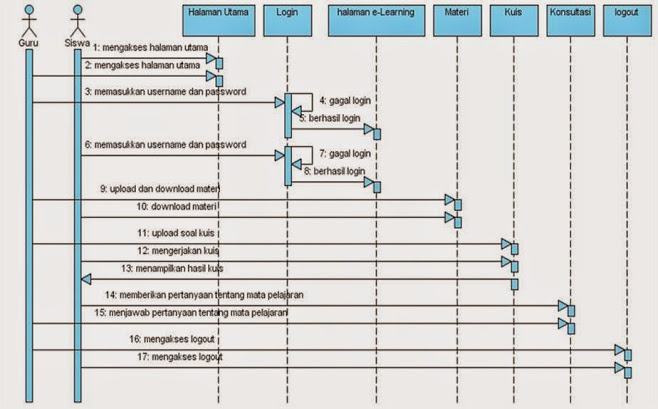 Halaman Utama
Login
halaman e-Learning
Materi
Kuis
Konsultasi
logout
Guru
Siswa
1: mengakses halaman utama
2: mengakses halaman utama
3: memasukkan username dan password
4: gagal login
5: berhasil login
6: memasukkan username dan password
7: gagal login
8: berhasil login
9: upload dan download materi
10: download materi
11: upload soal kuis
12: mengerjakan kuis
13: menampilkan hasil kuis
14: memberikan pertanyaan tentang mata pelajaran
15: menjawab pertanyaan tentang mata pelajaran
16: mengakses logout
17: mengakses logout